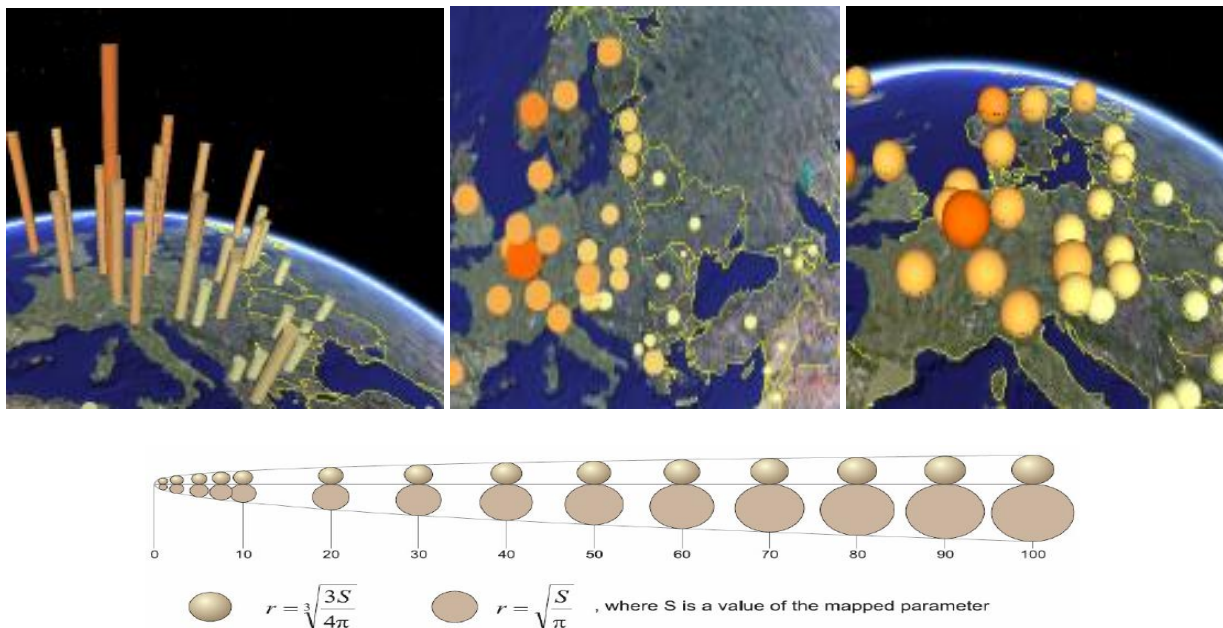 0 10 20 30 40 50 60 70 80 90 100
r = ∛(3S/4π) r = √(S/π) , where S is a value of the mapped parameter